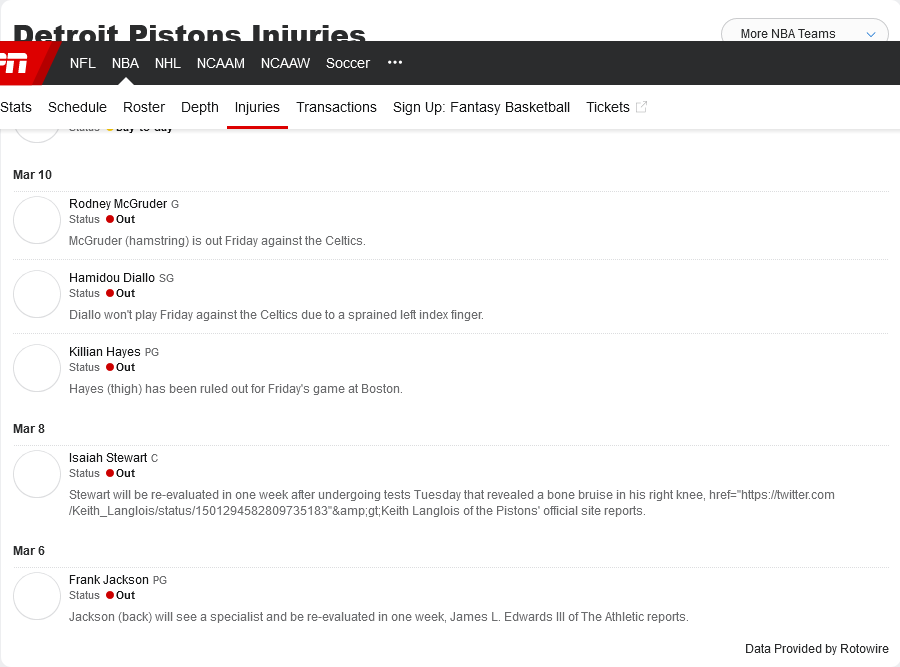 Detroit Pistons Injuries
More NBA Teams
NFL NBA NHL NCAAM NCAAW Soccer •••
Stats Schedule Roster Depth Injuries Transactions Sign Up: Fantasy Basketball Tickets
Status Day-to-day
Mar 10
Rodney McGruder G
Status Out
McGruder (hamstring) is out Friday against the Celtics.
Hamidou Diallo SG
Status Out
Diallo won't play Friday against the Celtics due to a sprained left index finger.
Killian Hayes PG
Status Out
Hayes (thigh) has been ruled out for Friday's game at Boston.
Mar 8
Isaiah Stewart C
Status Out
Stewart will be re-evaluated in one week after undergoing tests Tuesday that revealed a bone bruise in his right knee, href="https://twitter.com
/Keith_Langlois/status/1501294582809735183"&amp;gt;Keith Langlois of the Pistons' official site reports.
Mar 6
Frank Jackson PG
Status Out
Jackson (back) will see a specialist and be re-evaluated in one week, James L. Edwards III of The Athletic reports.
Data Provided by Rotowire